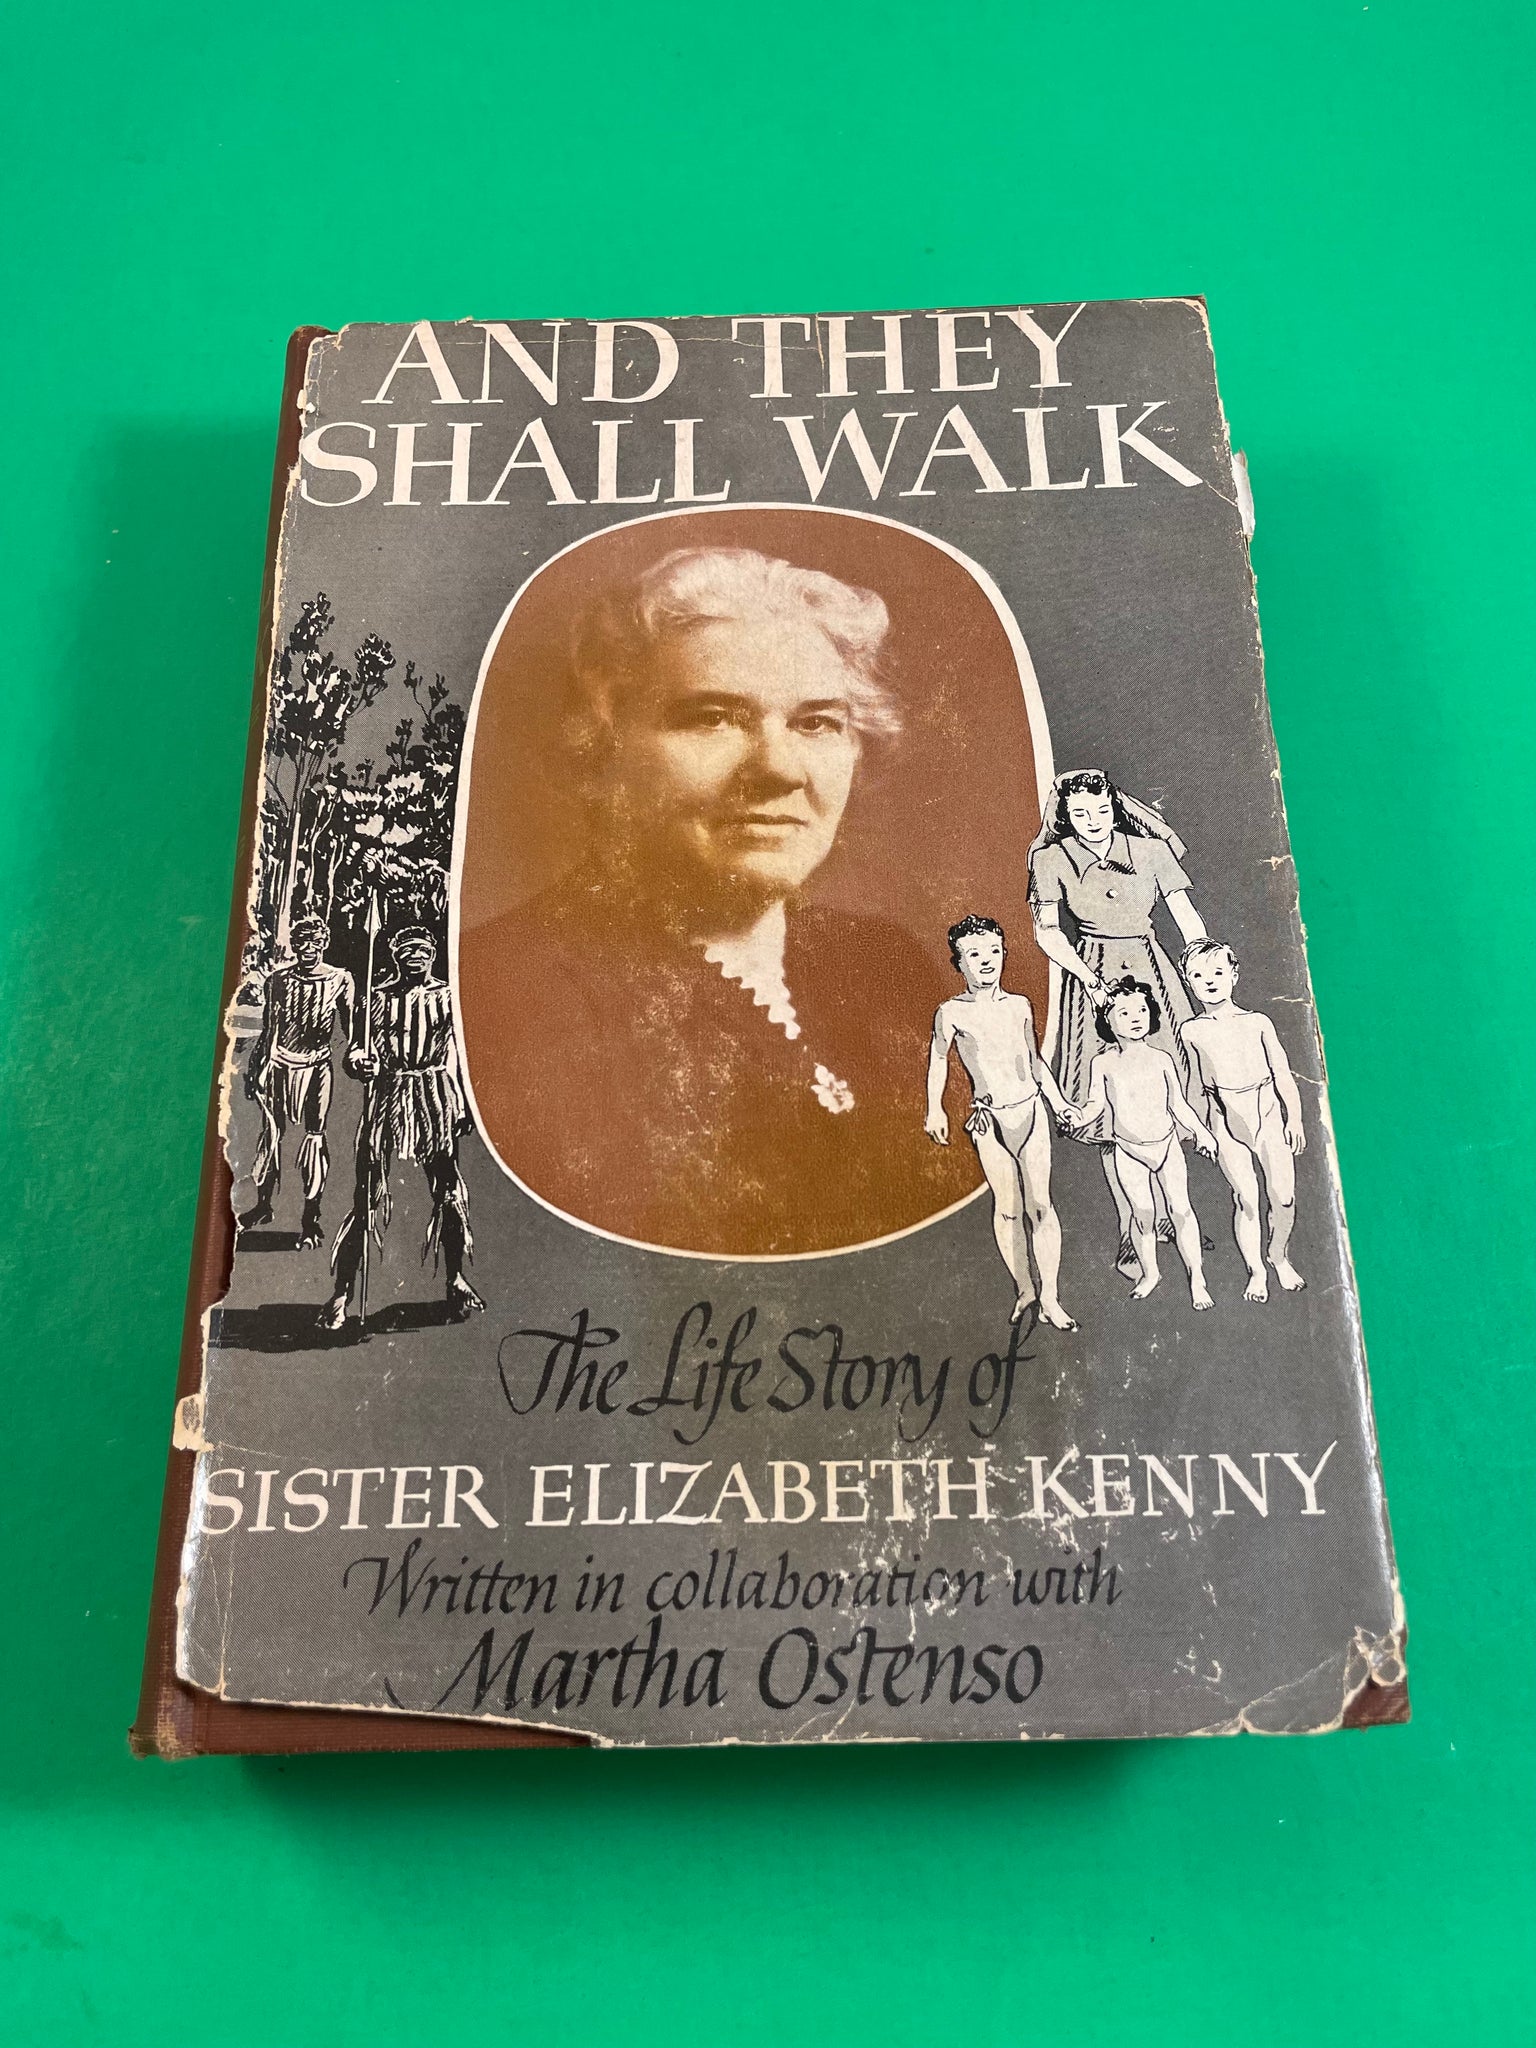 AND THEY
SHALL WALK
The Life Story of
SISTER ELIZABETH KENNY
Written in collaboration with
Martha Ostenso